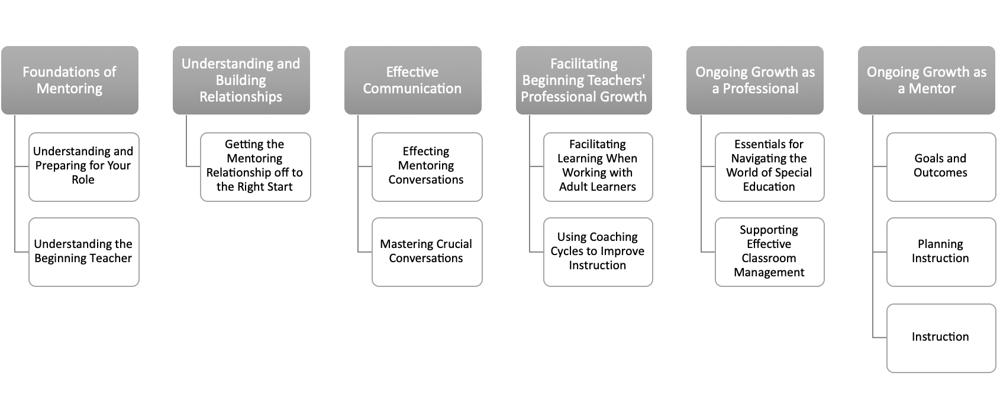 Foundations of
Mentoring
Understanding and
Preparing for Your
Role
Understanding the
Beginning Teacher
Understanding and
Building
Relationships
Getting the
Mentoring
Relationship off to
the Right Start
Effective
Communication
Effecting
Mentoring
Conversations
Mastering Crucial
Conversations
Facilitating
Beginning Teachers'
Professional Growth
Facilitating
Learning When
Working with
Adult Learners
Using Coaching
Cycles to Improve
Instruction
Ongoing Growth as
a Professional
Essentials for
Navigating the
World of Special
Education
Supporting
Effective
Classroom
Management
Ongoing Growth as
a Mentor
Goals and
Outcomes
Planning
Instruction
Instruction